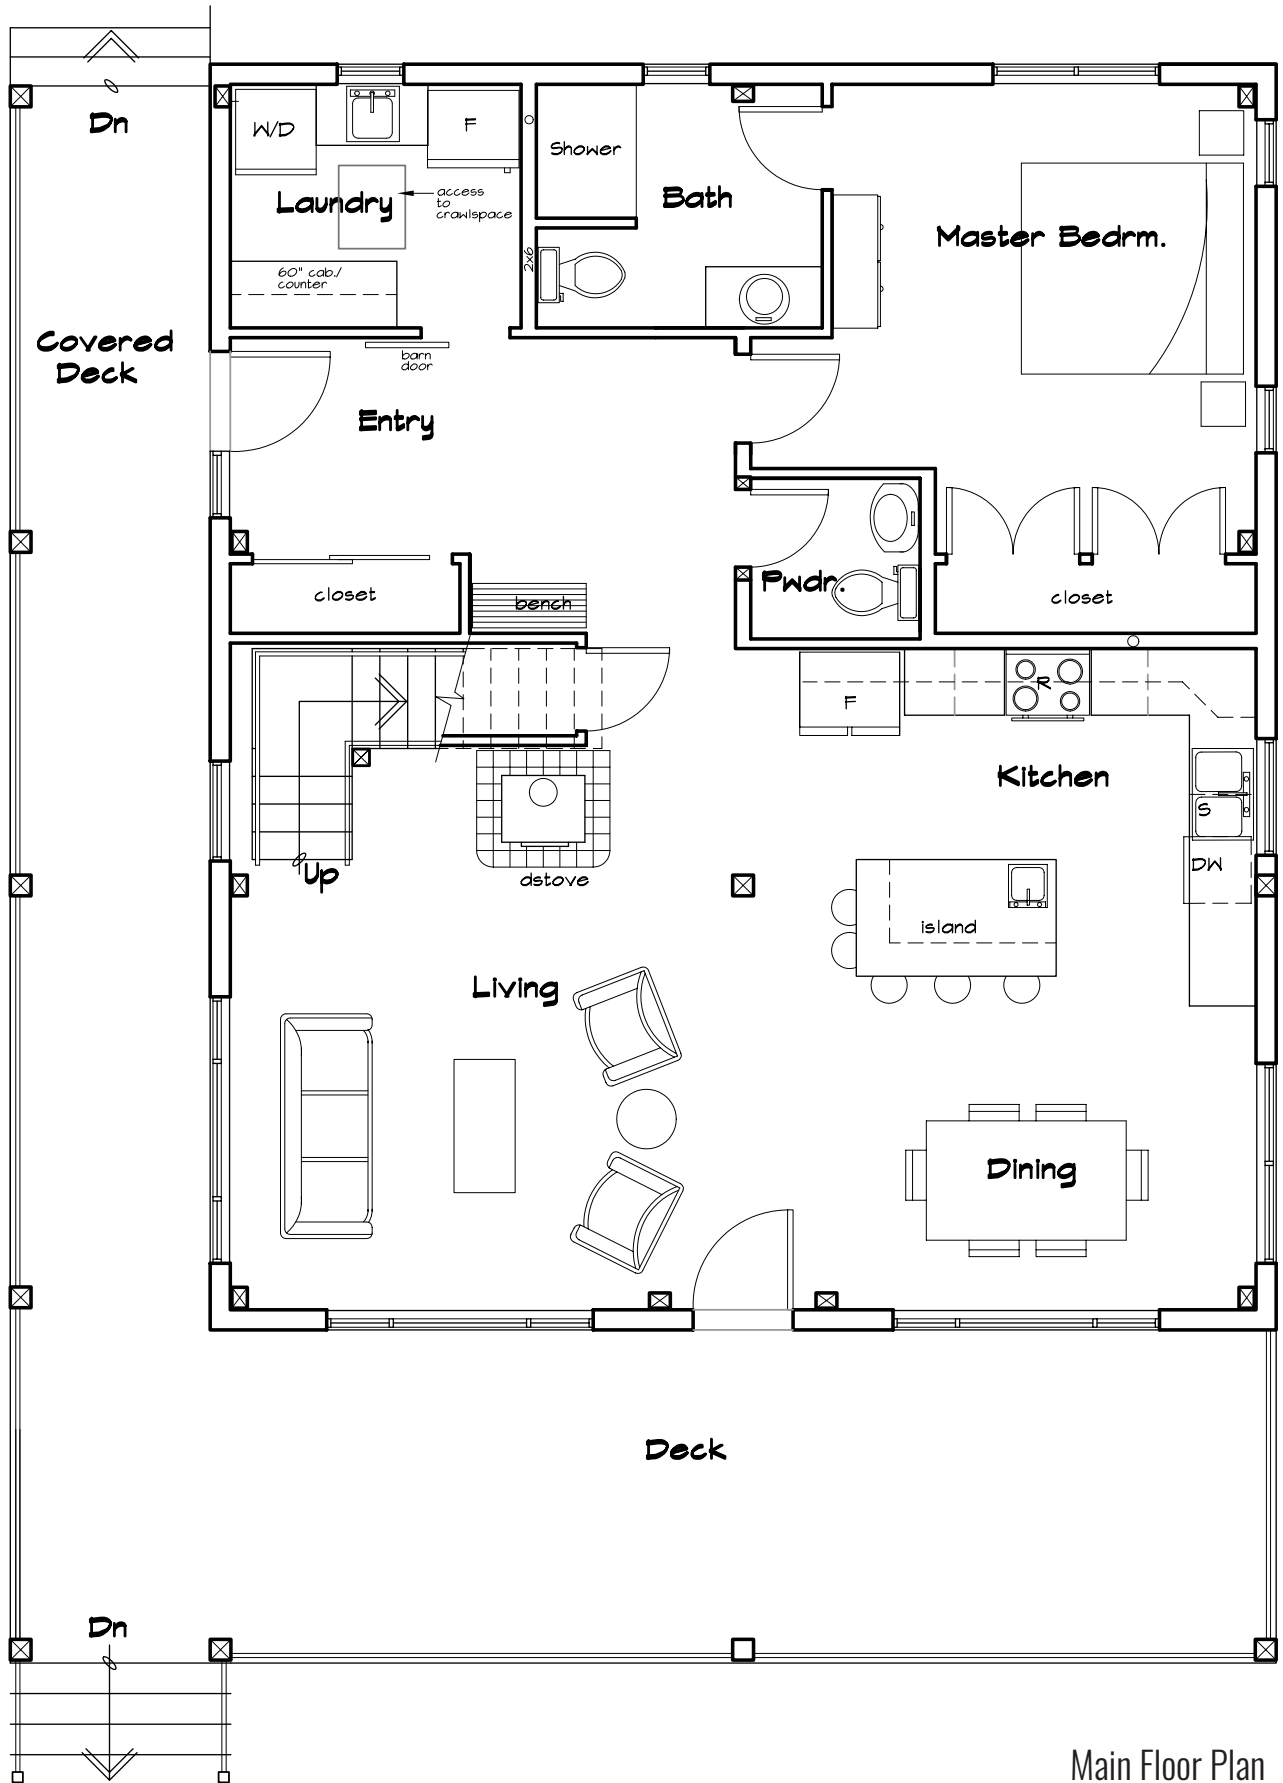 Dn
W/D
F
Shower
Laundry
access
to
crawlspace
Bath
Master Bedrm.
2x6
60" cab./
counter
Covered
Deck
barn
door
Entry
closet
bench
Pwdr.
closet
F
R
Kitchen
S
DW
Up
dstove
island
Living
Dining
Deck
Dn
Main Floor Plan